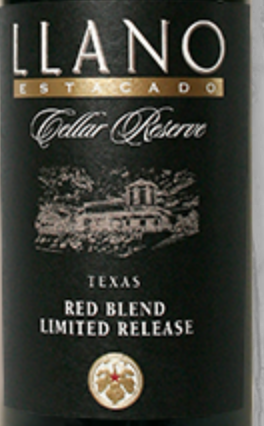 LLANO
ESTACADO
Cellar Reserve
TEXAS
RED BLEND
LIMITED RELEASE